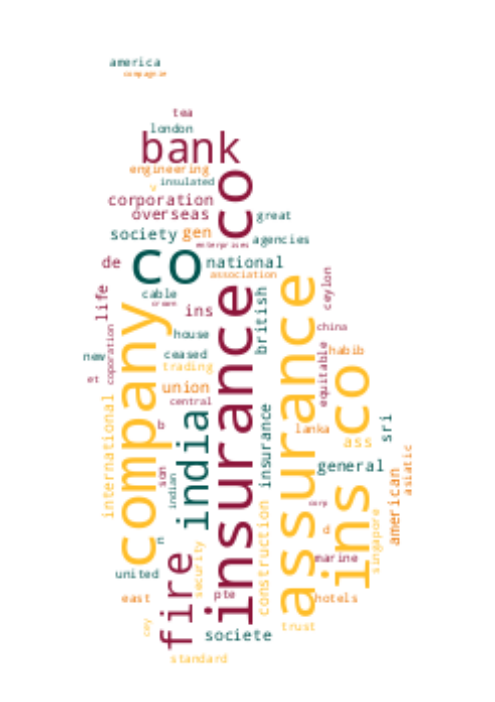 america
compagnie
tea
london
bank
engineering
v
insulated
co
corporation
overseas
great
society
gen
agencies
enterprises
de
co
national
association
life
cable
crown
ins
ceylon
british
house
china
new
coporation
ceased
equitable
habib
et
trading
union
central
company
insurance
assurance
co
international
india
b
insurance
lanka
sri
ass
son
indian
general
asiatic
american
corp
d
n
security
construction
singapore
marine
united
fire
ins
east
pte
hotels
cey
societe
trust
standard